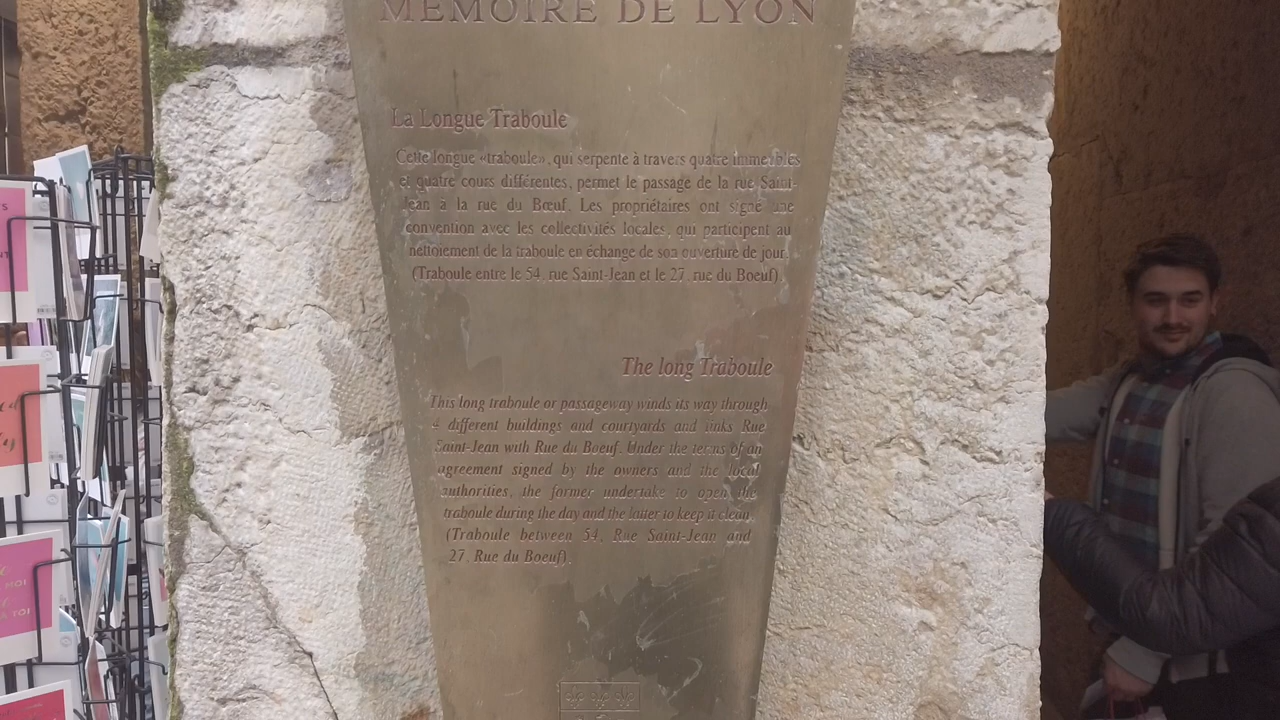 MÉMOIRE DE LYON
La Longue Traboule
Cette longue «traboule», qui serpente à travers quatre immeubles
et quatre cours différentes, permet le passage de la rue Saint-
Jean à la rue du Bœuf. Les propriétaires ont signé une
convention avec les collectivités locales, qui participent au
nettoiement de la traboule en échange de son ouverture de jour.
(Traboule entre le 54, rue Saint-Jean et le 27, rue du Boeuf).
The long Traboule
This long traboule or passageway winds its way through
4 different buildings and courtyards and links Rue
Saint-Jean with Rue du Boeuf. Under the terms of an
agreement signed by the owners and the local
authorities, the former undertake to open the
traboule during the day and the latter to keep it clean.
(Traboule between 54, Rue Saint-Jean and
27, Rue du Boeuf).
MOI
TOI